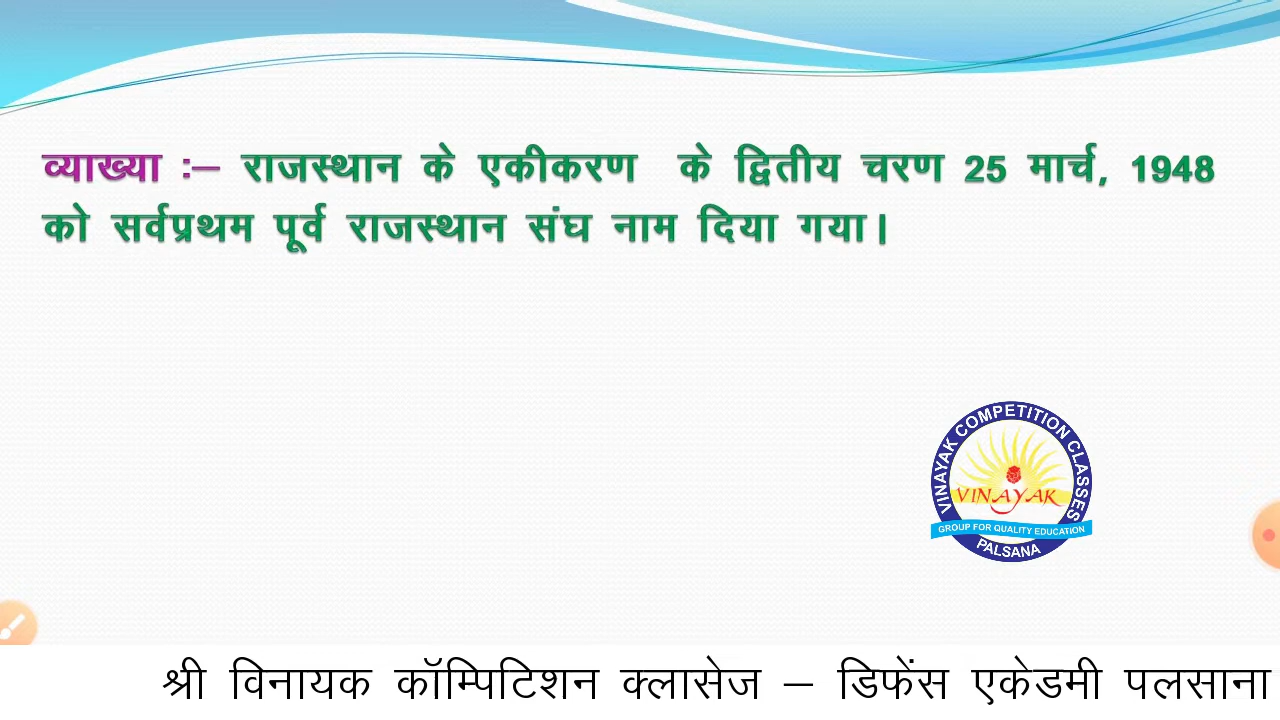 व्याख्या :– राजस्थान के एकीकरण के द्वितीय चरण 25 मार्च, 1948
को सर्वप्रथम पूर्व राजस्थान संघ नाम दिया गया।
VINAYAK COMPETITION CLASSES
VINAYAK
GROUP FOR QUALITY EDUCATION
PALSANA
श्री विनायक कॉम्पिटिशन क्लासेज – डिफेंस एकेडमी पलसाना